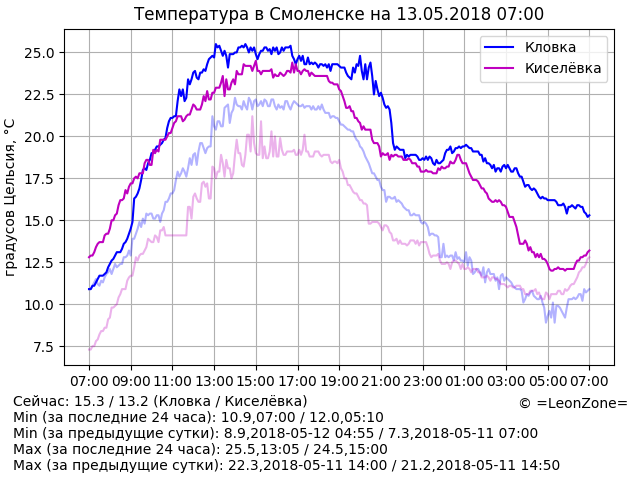 Температура в Смоленске на 13.05.2018 07:00
Кловка
Киселёвка
градусов Цельсия, °C
25.0
22.5
20.0
17.5
15.0
12.5
10.0
7.5
07:00 09:00 11:00 13:00 15:00 17:00 19:00 21:00 23:00 01:00 03:00 05:00 07:00
Сейчас: 15.3 / 13.2 (Кловка / Киселёвка)
© =LeonZone=
Min (за последние 24 часа): 10.9,07:00 / 12.0,05:10
Min (за предыдущие сутки): 8.9,2018-05-12 04:55 / 7.3,2018-05-11 07:00
Max (за последние 24 часа): 25.5,13:05 / 24.5,15:00
Max (за предыдущие сутки): 22.3,2018-05-11 14:00 / 21.2,2018-05-11 14:50